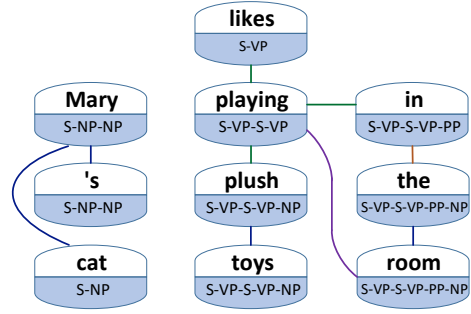 likes
S-VP
Mary
S-NP-NP
playing
S-VP-S-VP
in
S-VP-S-VP-PP
's
S-NP-NP
plush
S-VP-S-VP-NP
the
S-VP-S-VP-PP-NP
cat
S-NP
toys
S-VP-S-VP-NP
room
S-VP-S-VP-PP-NP